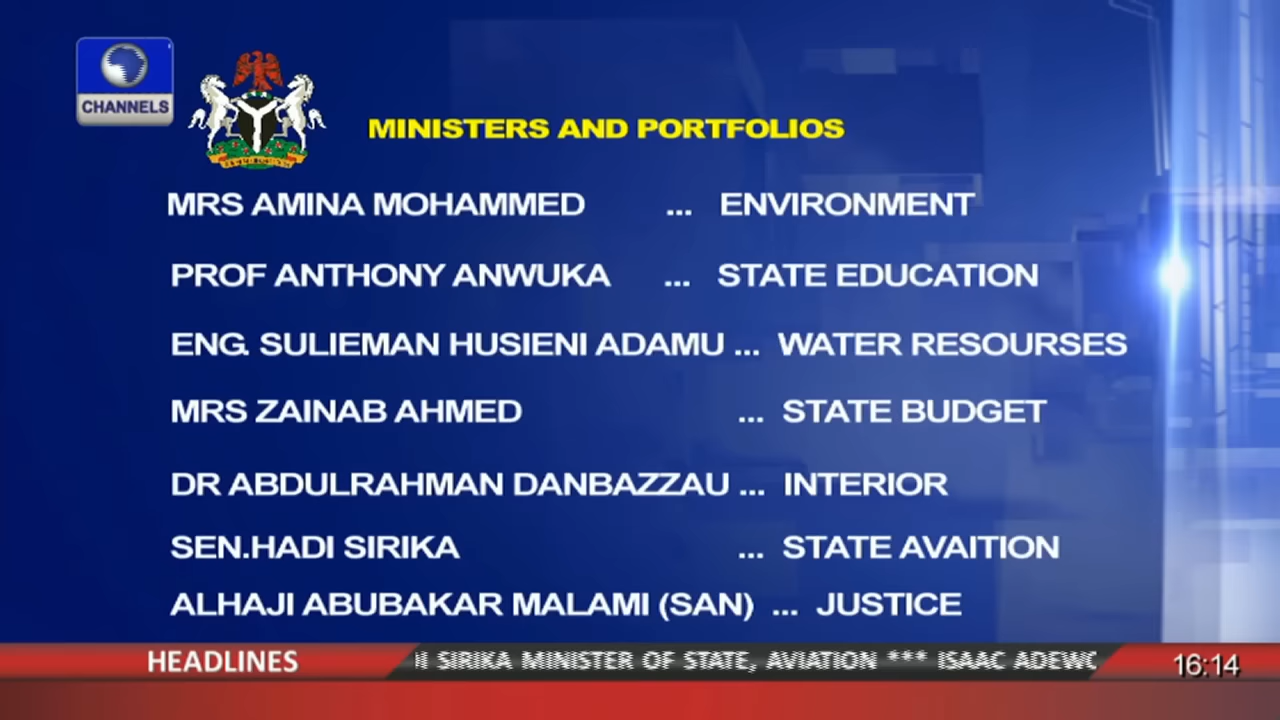 CHANNELS
MINISTERS AND PORTFOLIOS
MRS AMINA MOHAMMED ... ENVIRONMENT
PROF ANTHONY ANWUKA ... STATE EDUCATION
ENG. SULIEMAN HUSIENI ADAMU ... WATER RESOURSES
MRS ZAINAB AHMED ... STATE BUDGET
DR ABDULRAHMAN DANBAZZAU ... INTERIOR
SEN.HADI SIRIKA ... STATE AVAITION
ALHAJI ABUBAKAR MALAMI (SAN) ... JUSTICE
HEADLINES SIRIKA MINISTER OF STATE, AVIATION *** ISAAC 16:14